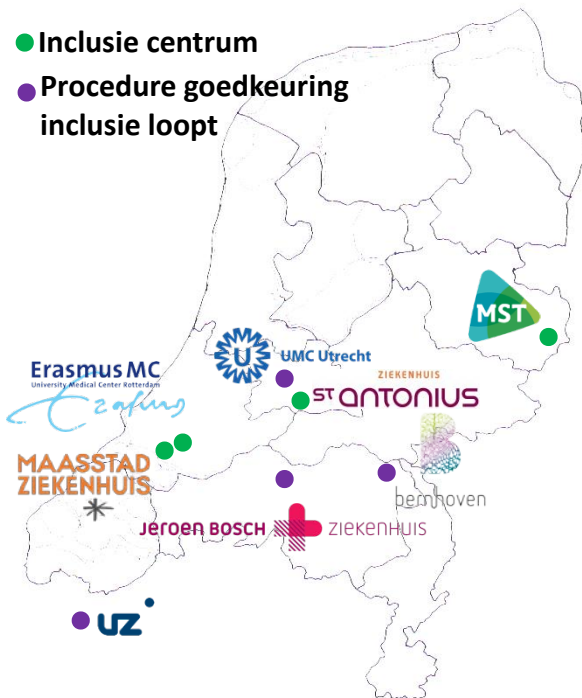 Inclusie centrum
Procedure goedkeuring
inclusie loopt
MST
UMC Utrecht
Erasmus MC
University Medical Center Rotterdam
Erasmus
ZIEKENHUIS
ST ANTONIUS
MAASSTAD
ZIEKENHUIS
bernhoven
JEROEN BOSCH ZIEKENHUIS
UZ